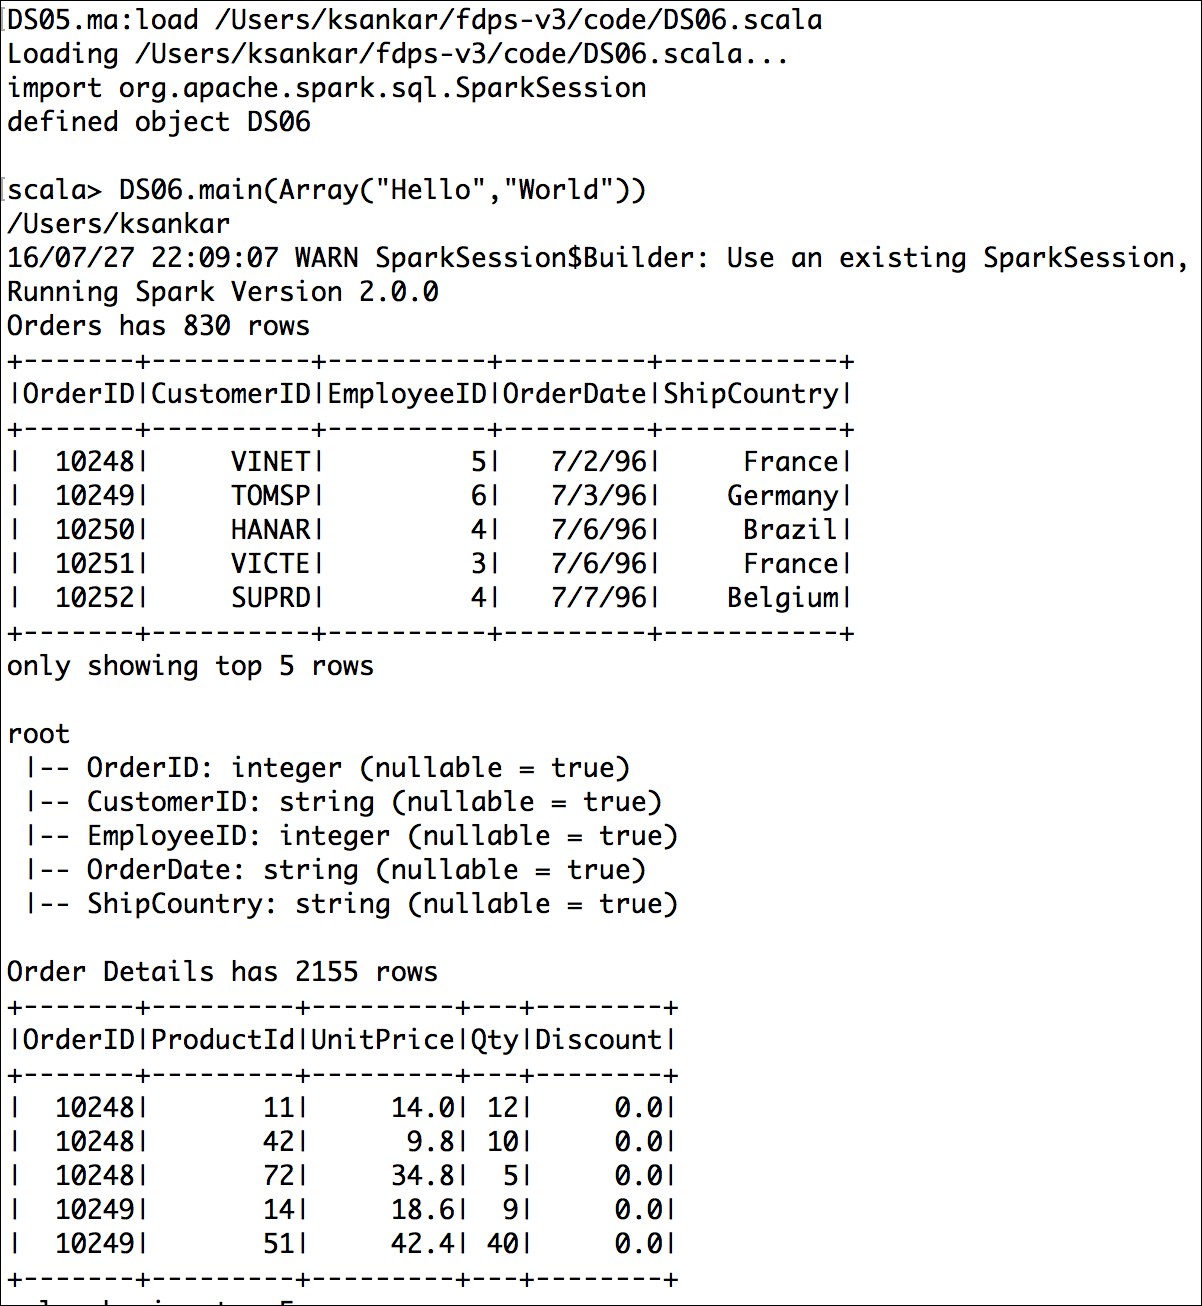 DS05.ma:load /Users/ksankar/fdps-v3/code/DS06.scala
Loading /Users/ksankar/fdps-v3/code/DS06.scala...
import org.apache.spark.sql.SparkSession
defined object DS06
scala> DS06.main(Array("Hello","World"))
/Users/ksankar
16/07/27 22:09:07 WARN SparkSession$Builder: Use an existing SparkSession,
Running Spark Version 2.0.0
Orders has 830 rows
+-------+----------+----------+---------+-----------+
|OrderID|CustomerID|EmployeeID|OrderDate|ShipCountry|
+-------+----------+----------+---------+-----------+
|  10248|     VINET|         5|   7/2/96|     France|
|  10249|     TOMSP|         6|   7/3/96|    Germany|
|  10250|     HANAR|         4|   7/6/96|     Brazil|
|  10251|     VICTE|         3|   7/6/96|     France|
|  10252|     SUPRD|         4|   7/7/96|    Belgium|
+-------+----------+----------+---------+-----------+
only showing top 5 rows
root
 |-- OrderID: integer (nullable = true)
 |-- CustomerID: string (nullable = true)
 |-- EmployeeID: integer (nullable = true)
 |-- OrderDate: string (nullable = true)
 |-- ShipCountry: string (nullable = true)
Order Details has 2155 rows
+-------+---------+---------+---+--------+
|OrderID|ProductId|UnitPrice|Qty|Discount|
+-------+---------+---------+---+--------+
|  10248|       11|     14.0| 12|     0.0|
|  10248|       42|      9.8| 10|     0.0|
|  10248|       72|     34.8|  5|     0.0|
|  10249|       14|     18.6|  9|     0.0|
|  10249|       51|     42.4| 40|     0.0|
+-------+---------+---------+---+--------+